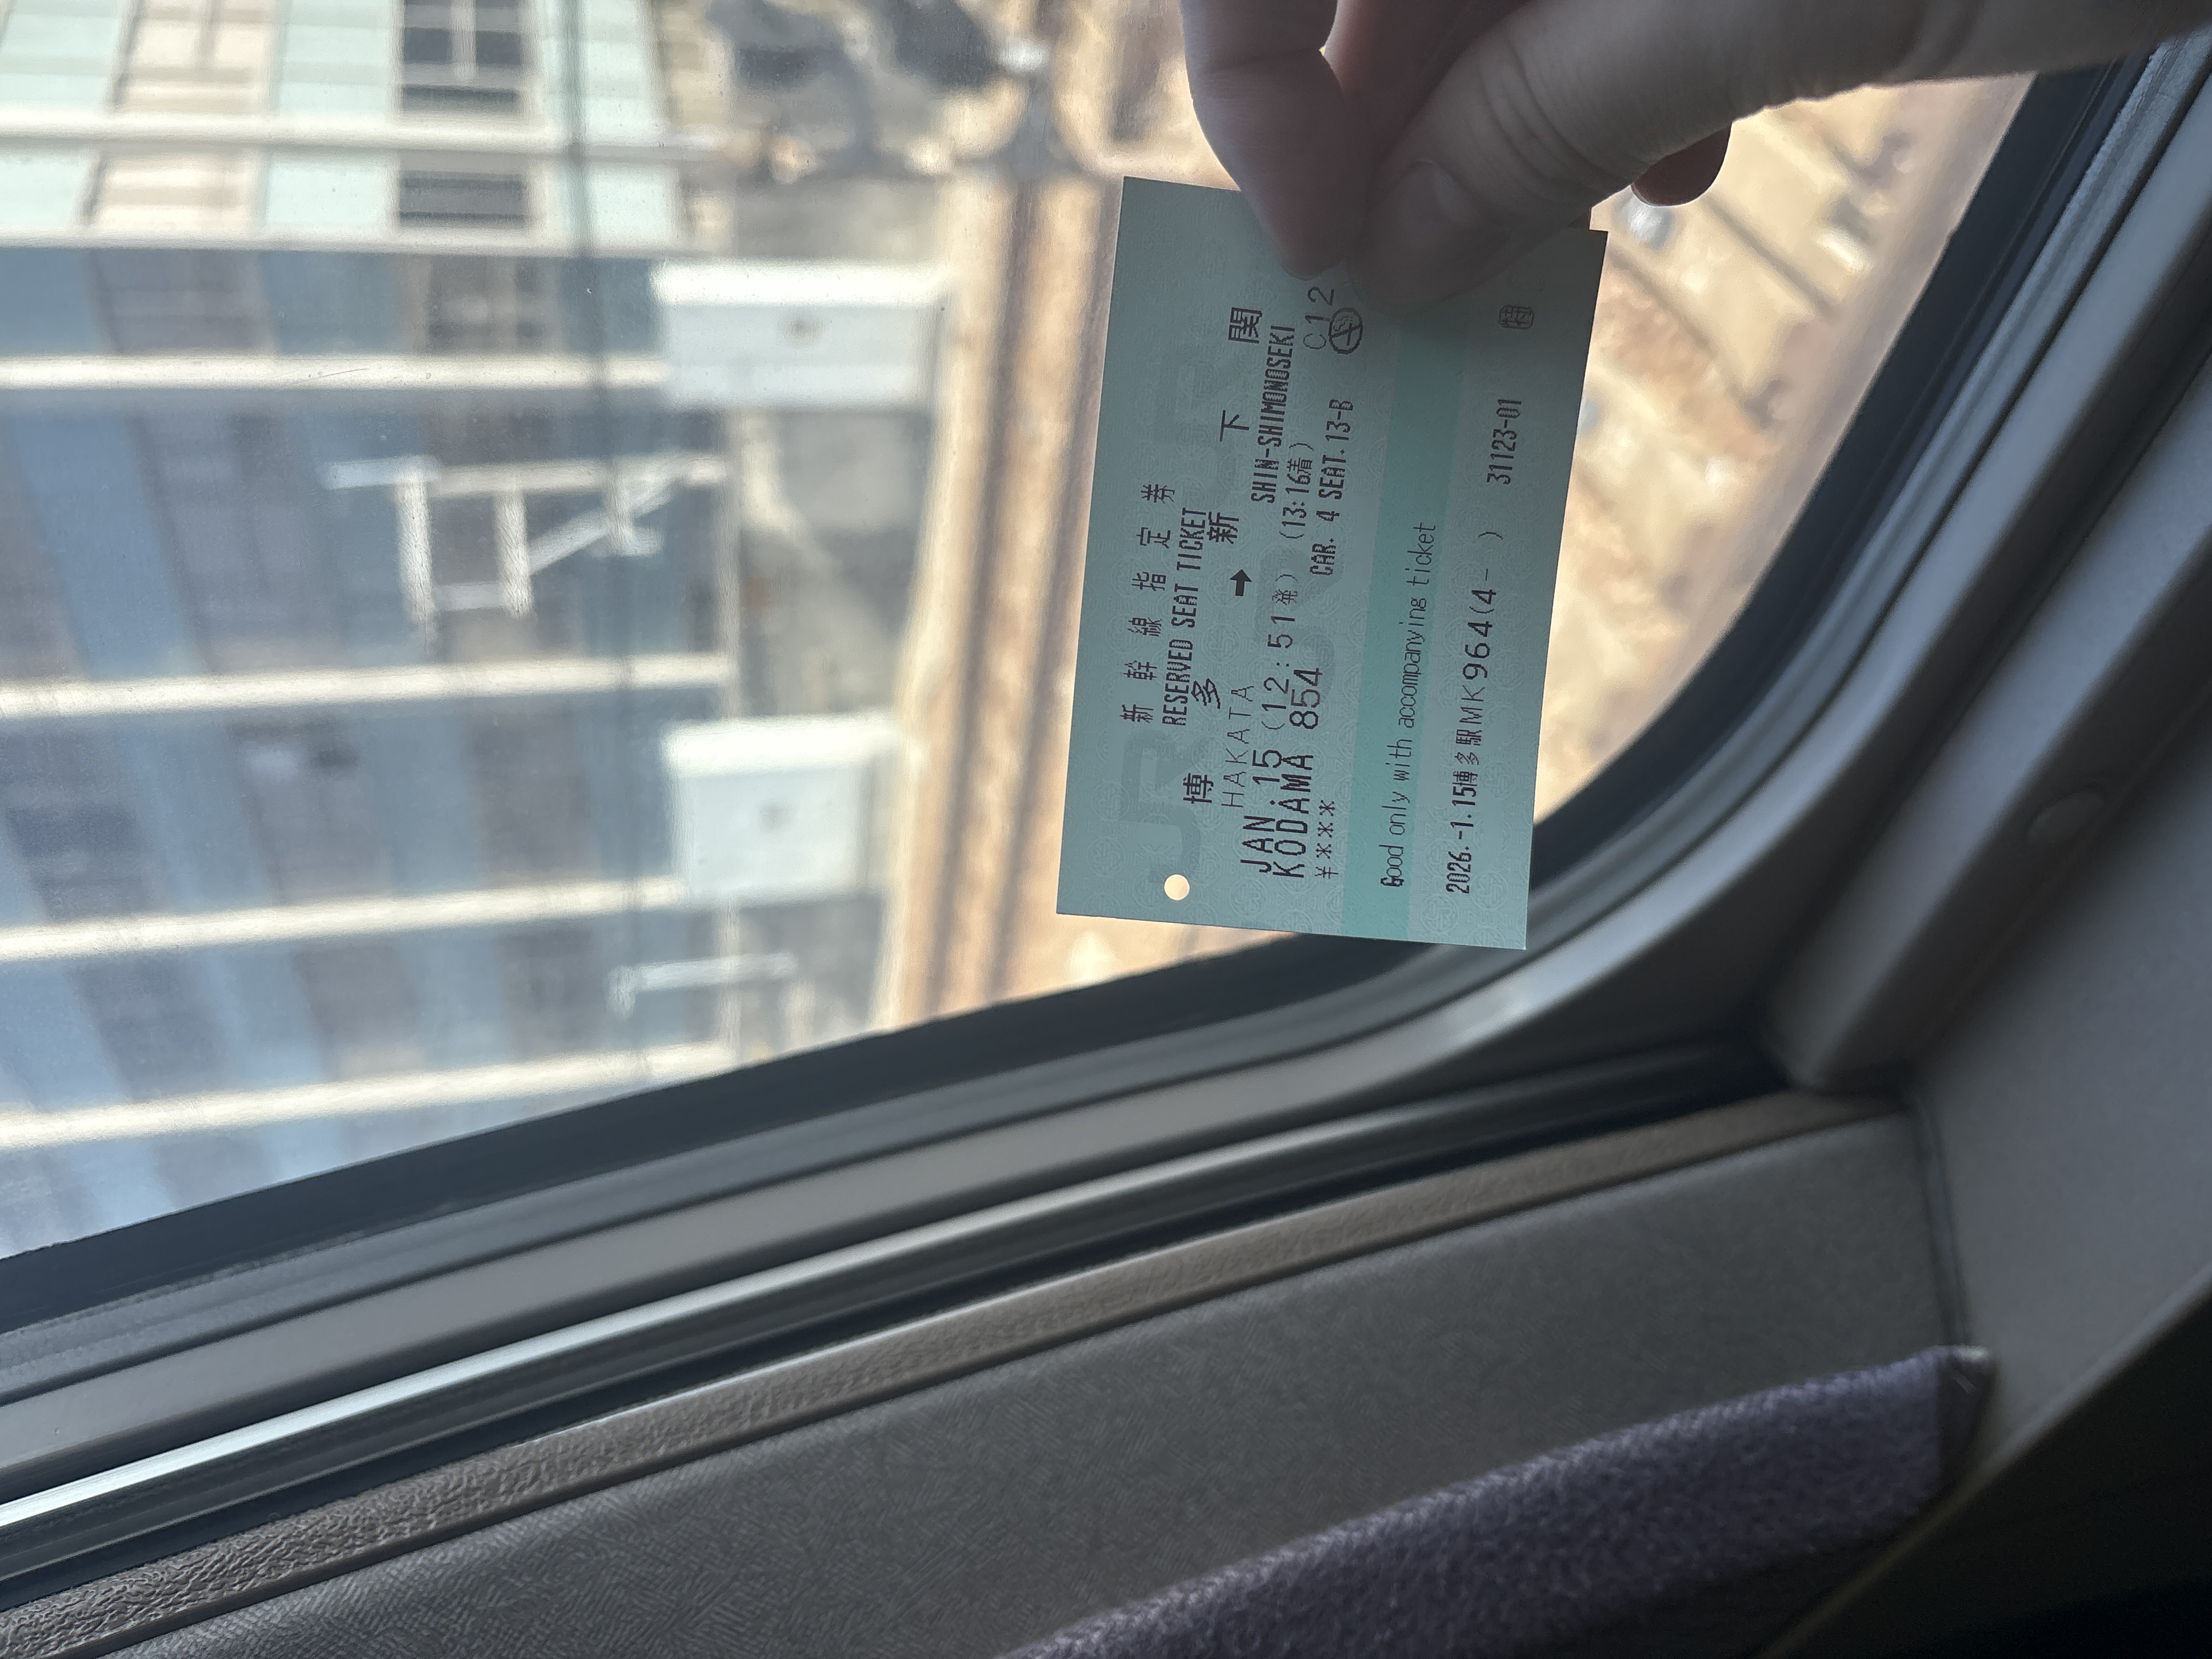 新幹線指定券
RESERVED SEAT TICKET
博多 ➡ 新下関
HAKATA SHIN-SHIMONOSEKI
JAN.15 (12:51発) (13:16着) C12
KODAMA 854 CAR. 4 SEAT.13-B
¥****
Good only with accompanying ticket
2026.-1.15博多駅MK964(4- ) 31123-01 特